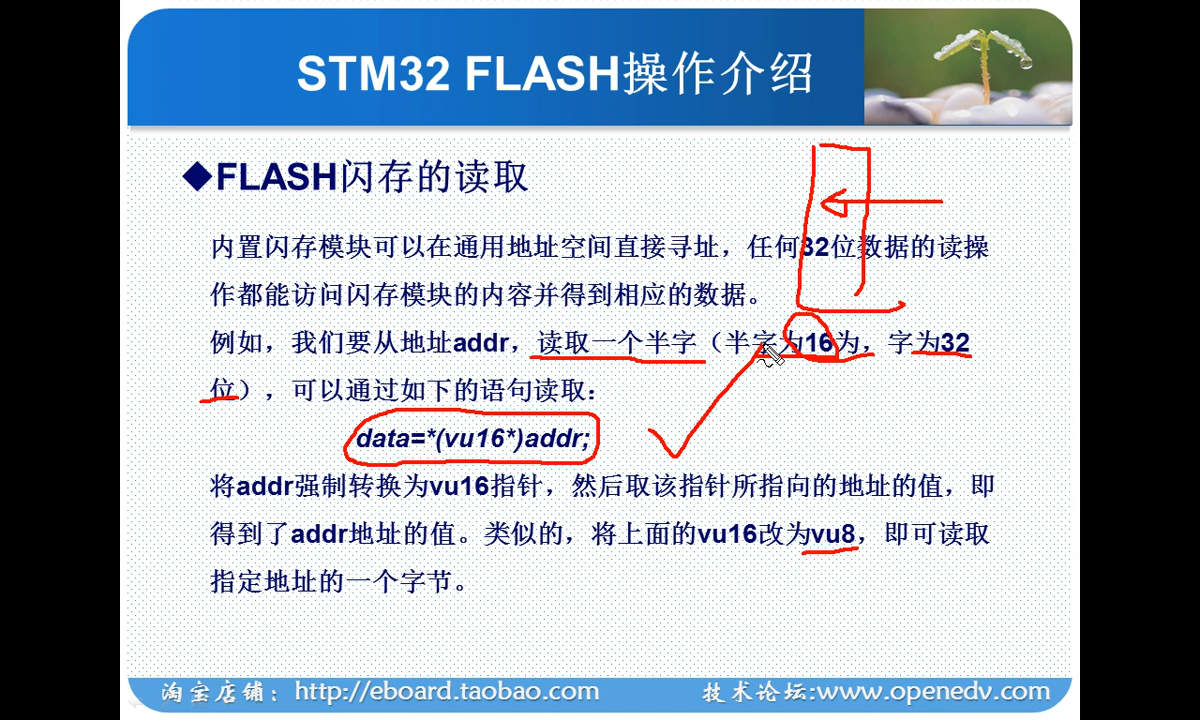 STM32 FLASH操作介绍
◆FLASH闪存的读取
内置闪存模块可以在通用地址空间直接寻址，任何32位数据的读操
作都能访问闪存模块的内容并得到相应的数据。
例如，我们要从地址addr，读取一个半字（半字为16为，字为32
位），可以通过如下的语句读取：
data=*(vu16*)addr;
将addr强制转换为vu16指针，然后取该指针所指向的地址的值，即
得到了addr地址的值。类似的，将上面的vu16改为vu8，即可读取
指定地址的一个字节。
淘宝店铺：http://eboard.taobao.com 技术论坛:www.openedv.com